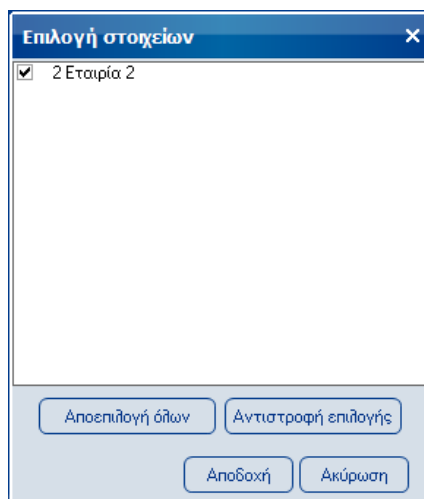 Επιλογή στοιχείων
2 Εταιρία 2
Αποεπιλογή όλων
Αντιστροφή επιλογής
Αποδοχή
Ακύρωση